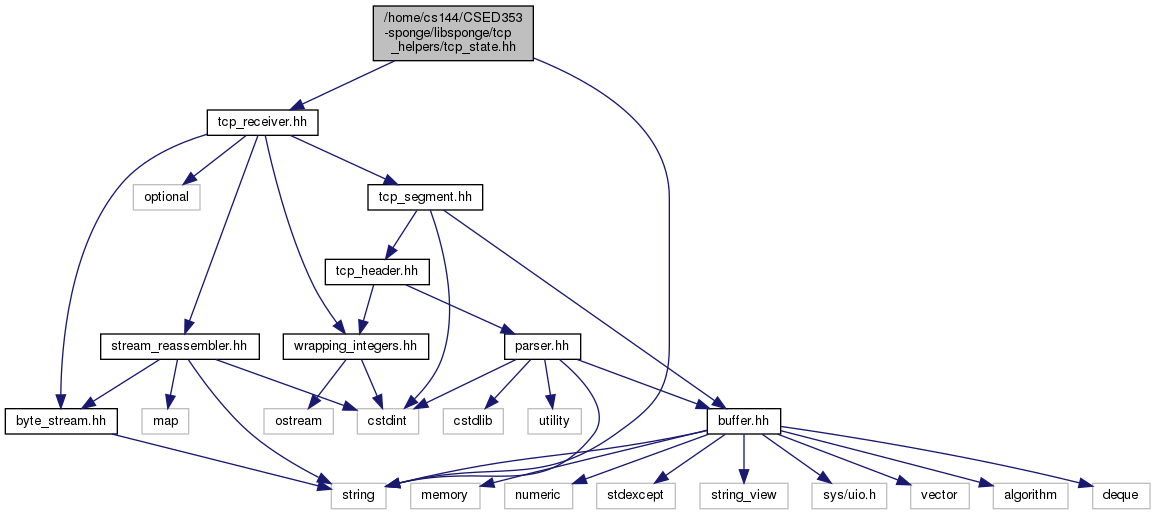 /home/cs144/CSED353
-sponge/libsponge/tcp
_helpers/tcp_state.hh
tcp_receiver.hh
optional
tcp_segment.hh
tcp_header.hh
stream_reassembler.hh
wrapping_integers.hh
parser.hh
byte_stream.hh
map
ostream
cstdint
cstdlib
utility
buffer.hh
string
memory
numeric
stdexcept
string_view
sys/uio.h
vector
algorithm
deque